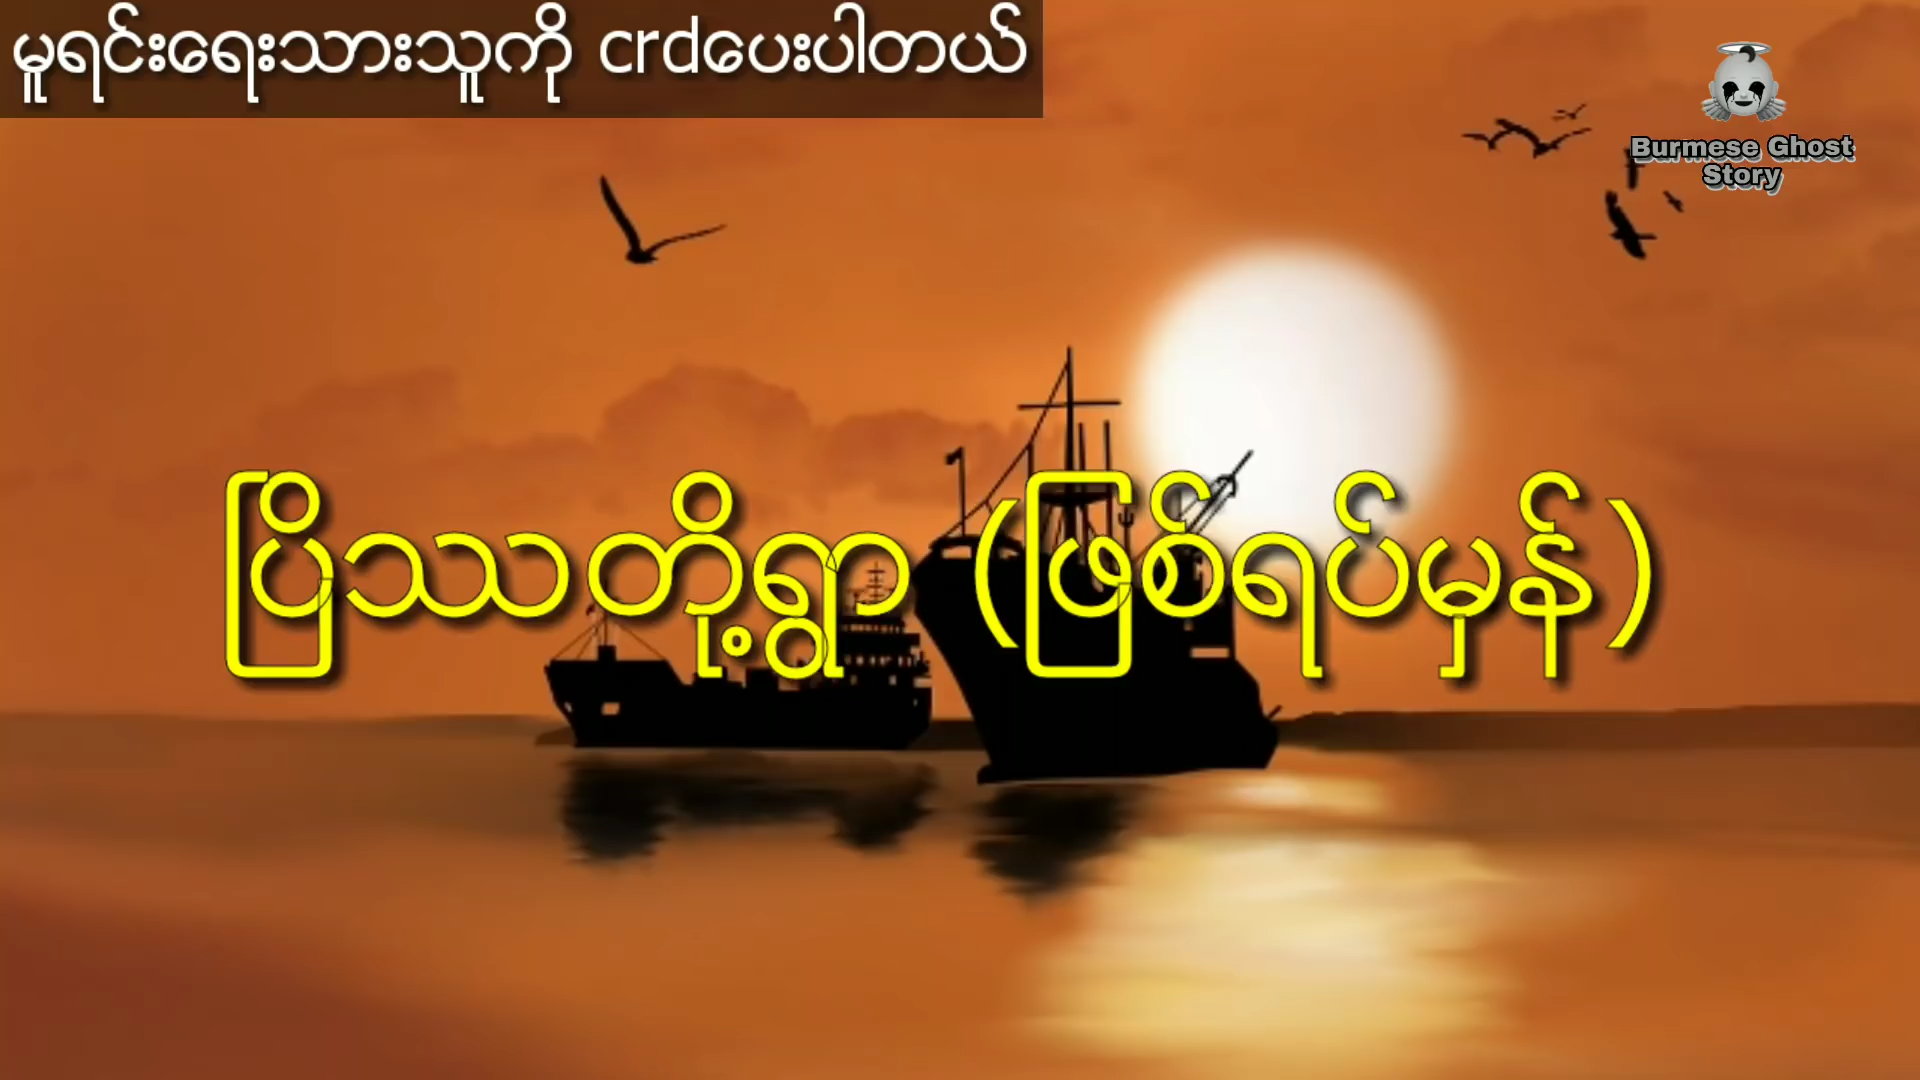 မူရင်းရေးသားသူကို crdပေးပါတယ်
Burmese Ghost
Story
ပြိဿတို့ရွာ (ဖြစ်ရပ်မှန်)